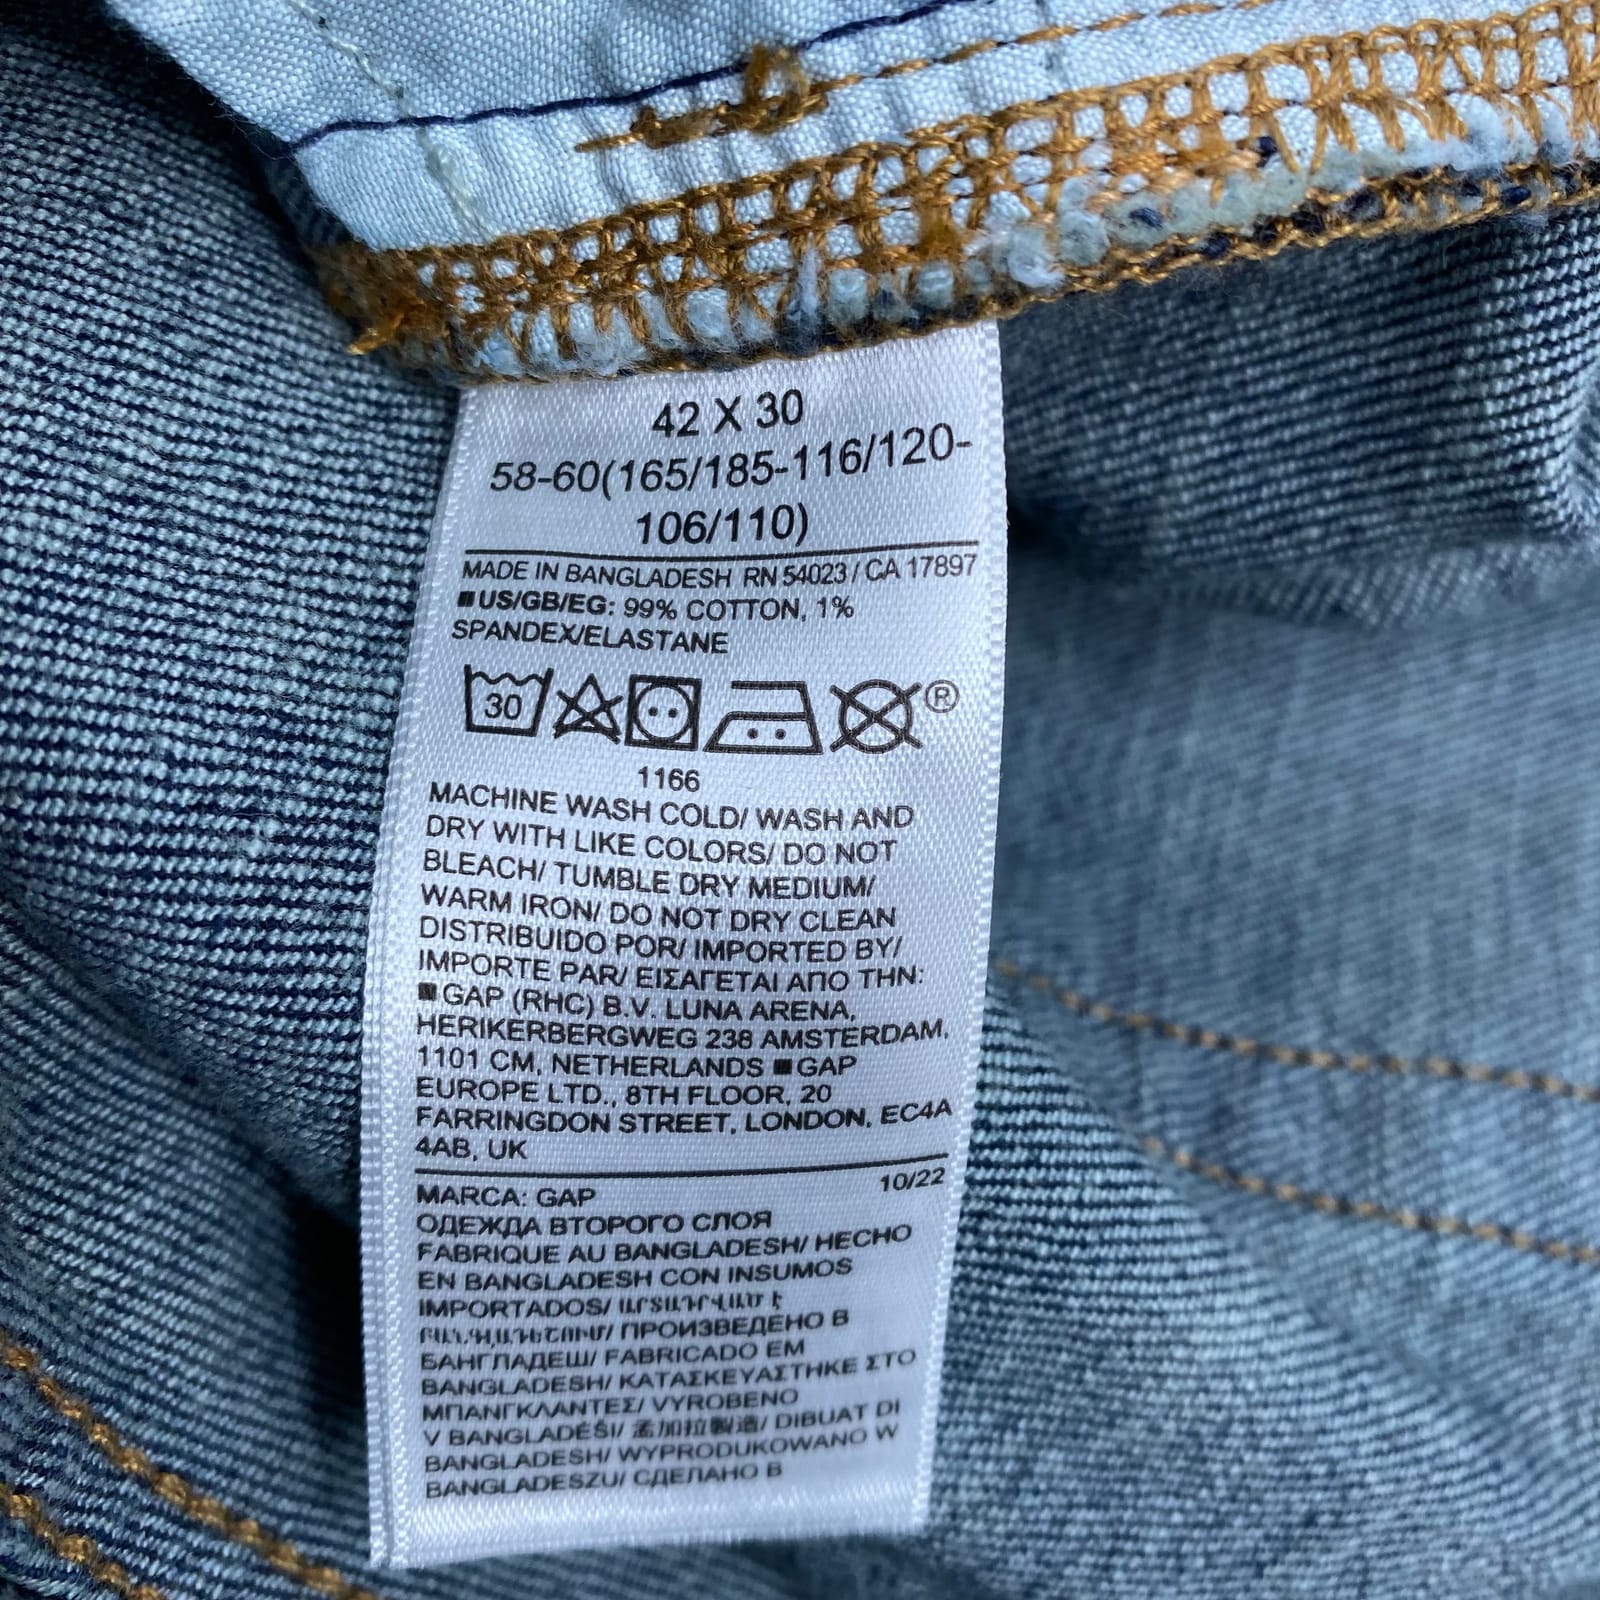 42 X 30
58-60(165/185-116/120-
106/110)
MADE IN BANGLADESH RN 54023 / CA 17897
■US/GB/EG: 99% COTTON, 1%
SPANDEX/ELASTANE
30
®
1166
MACHINE WASH COLD/ WASH AND
DRY WITH LIKE COLORS/ DO NOT
BLEACH/ TUMBLE DRY MEDIUM/
WARM IRON/ DO NOT DRY CLEAN
DISTRIBUIDO POR/ IMPORTED BY/
IMPORTE PAR/ ΕΙΣΑΓΕΤΑΙ ΑΠΟ ΤΗΝ:
■GAP (RHC) B.V. LUNA ARENA,
HERIKERBERGWEG 238 AMSTERDAM,
1101 CM, NETHERLANDS ■GAP
EUROPE LTD., 8TH FLOOR, 20
FARRINGDON STREET, LONDON, EC4A
4AB, UK
10/22
MARCA: GAP
ОДЕЖДА ВТОРОГО СЛОЯ
FABRIQUE AU BANGLADESH/ HECHO
EN BANGLADESH CON INSUMOS
IMPORTADOS/ ԱՐՏԱԴՐՎԱԾ Է
ԲԱՆԳԼԱԴԵՇՈՒՄ/ ПРОИЗВЕДЕНО В
БАНГЛАДЕШ/ FABRICADO EM
BANGLADESH/ ΚΑΤΑΣΚΕΥΑΣΤΗΚΕ ΣΤΟ
ΜΠΑΝΓΚΛΑΝΤΕΣ/ VYROBENO
V BANGLADÉŠI/ 孟加拉製造/ DIBUAT DI
BANGLADESH/ WYPRODUKOWANO W
BANGLADESZU/ СДЕЛАНО В